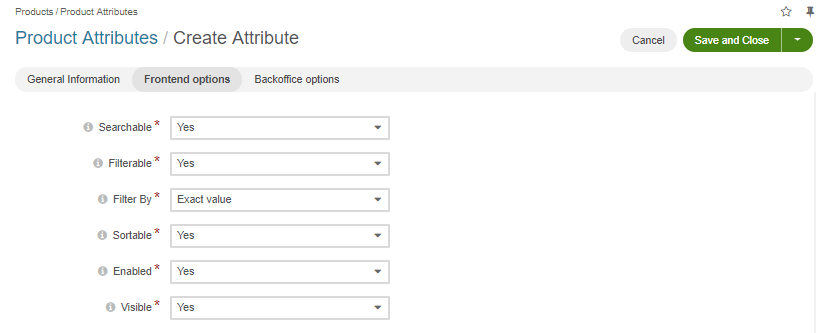 Products / Product Attributes
Product Attributes / Create Attribute
Cancel
Save and Close
General Information
Frontend options
Backoffice options
Searchable * Yes
Filterable * Yes
Filter By * Exact value
Sortable * Yes
Enabled * Yes
Visible * Yes